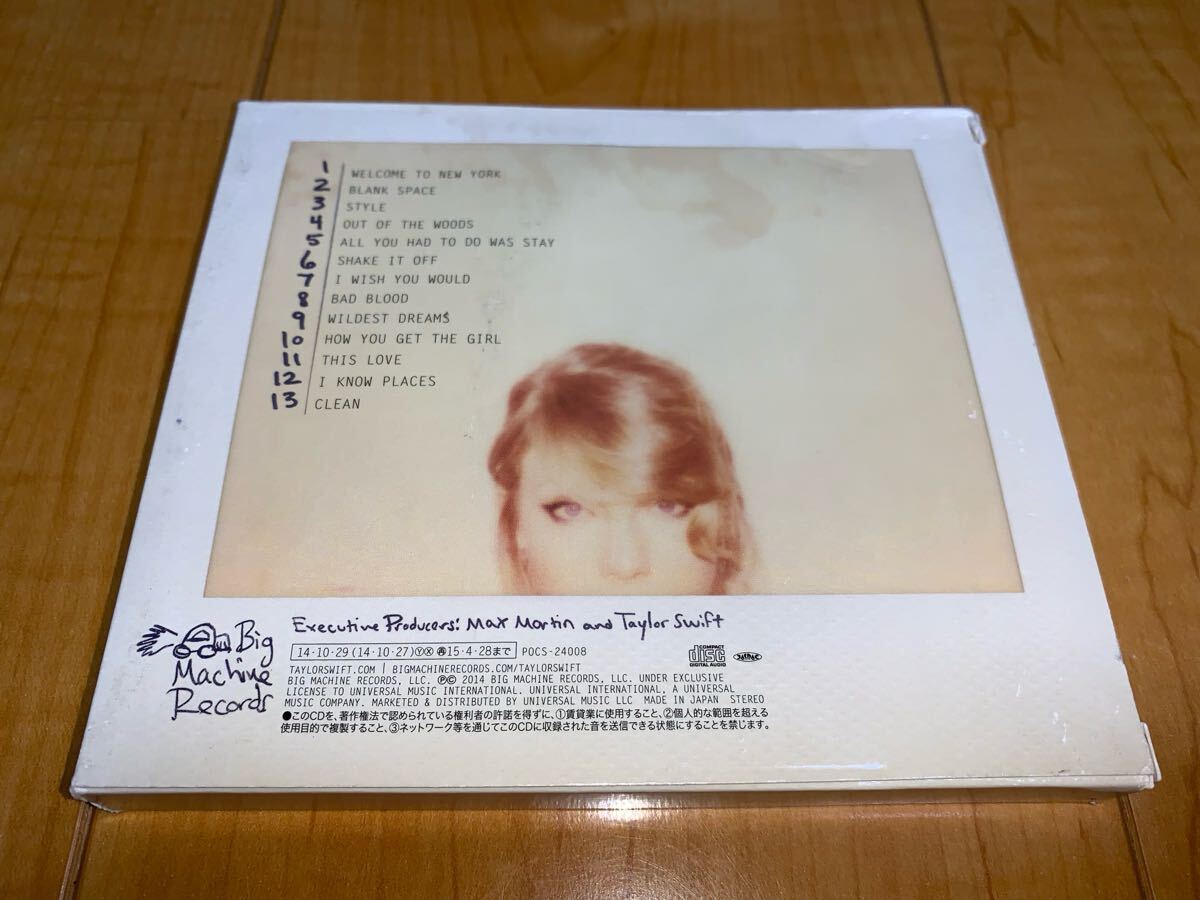 1 WELCOME TO NEW YORK
2 BLANK SPACE
3 STYLE
4 OUT OF THE WOODS
5 ALL YOU HAD TO DO WAS STAY
6 SHAKE IT OFF
7 I WISH YOU WOULD
8 BAD BLOOD
9 WILDEST DREAMS
10 HOW YOU GET THE GIRL
11 THIS LOVE
12 I KNOW PLACES
13 CLEAN
Big
Machine
Records
Executive Producers: Max Martin and Taylor Swift
14·10·29 (14·10·27) Ⓨ Ⓧ 再 15·4·28まで POCS-24008
COMPACT
disc
DIGITAL AUDIO
TAYLORSWIFT.COM | BIGMACHINERECORDS.COM/TAYLORSWIFT
BIG MACHINE RECORDS, LLC. ℗© 2014 BIG MACHINE RECORDS, LLC. UNDER EXCLUSIVE
LICENSE TO UNIVERSAL MUSIC INTERNATIONAL. UNIVERSAL INTERNATIONAL, A UNIVERSAL
MUSIC COMPANY. MARKETED & DISTRIBUTED BY UNIVERSAL MUSIC LLC MADE IN JAPAN STEREO
●このCDを、著作権法で認められている権利者の許諾を得ずに、①賃貸業に使用すること、②個人的な範囲を超える
使用目的で複製すること、③ネットワーク等を通じてこのCDに収録された音を送信できる状態にすることを禁じます。